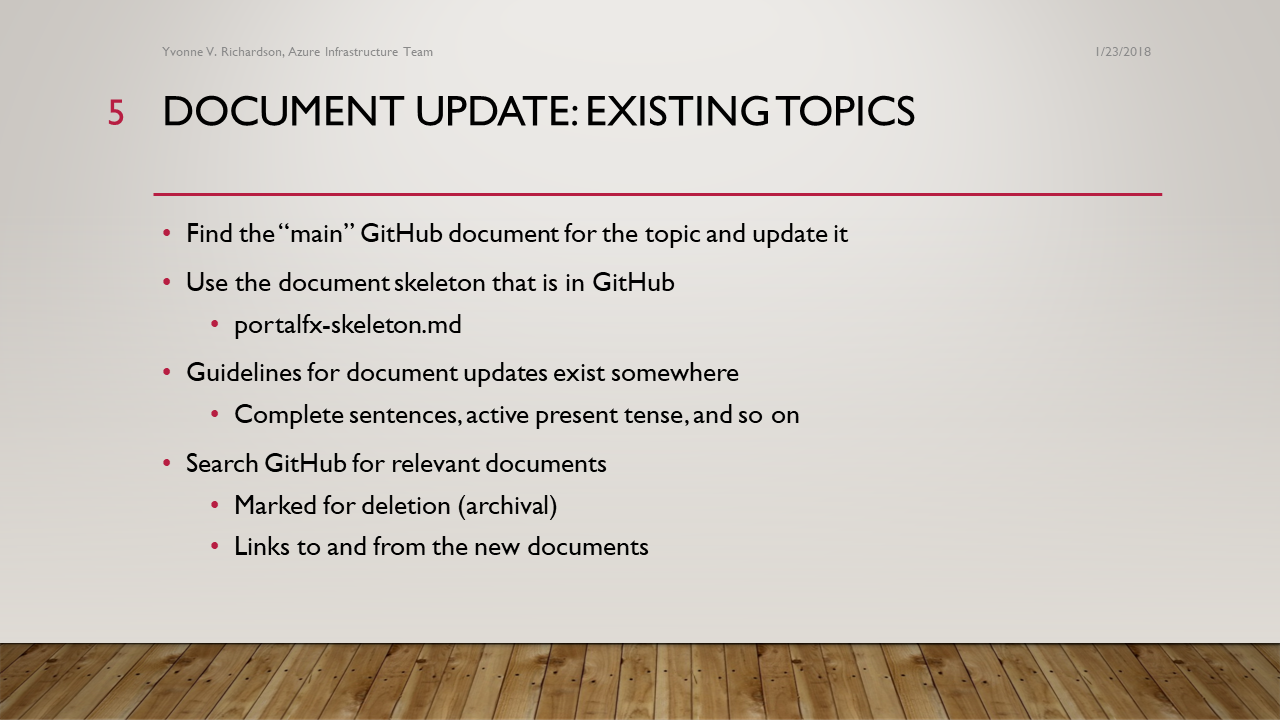 Yvonne V. Richardson, Azure Infrastructure Team
1/23/2018
5
DOCUMENT UPDATE: EXISTING TOPICS
• Find the “main” GitHub document for the topic and update it
• Use the document skeleton that is in GitHub
• portalfx-skeleton.md
• Guidelines for document updates exist somewhere
• Complete sentences, active present tense, and so on
• Search GitHub for relevant documents
• Marked for deletion (archival)
• Links to and from the new documents